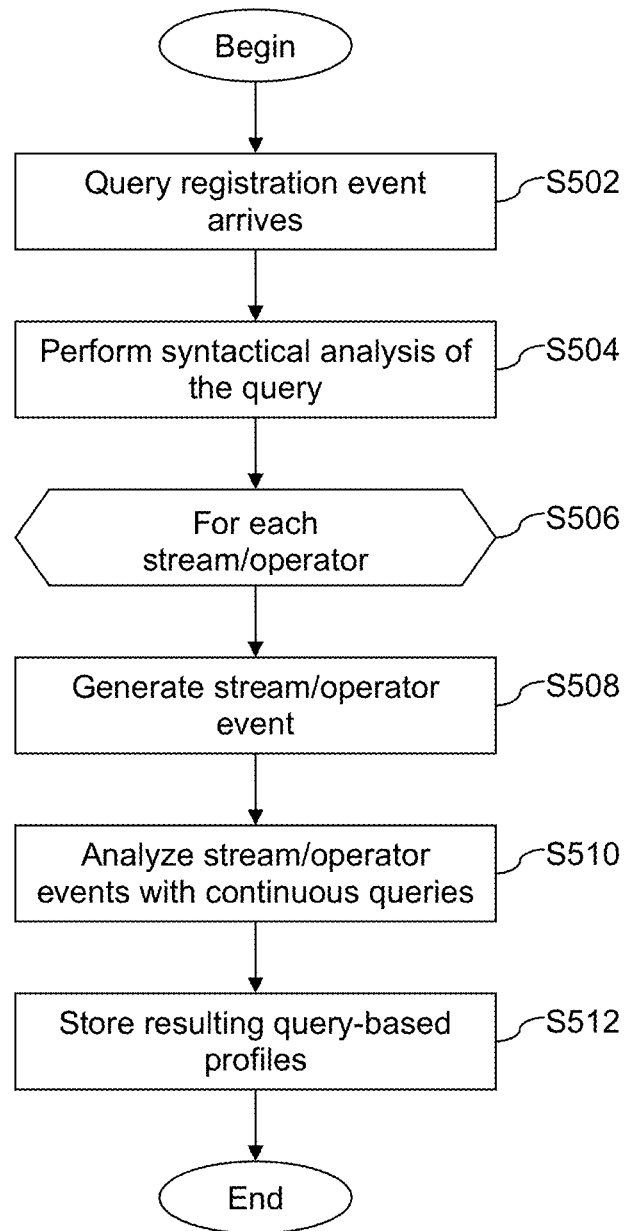 Begin
Query registration event
arrives
S502
Perform syntactical analysis of
the query
S504
For each
stream/operator
S506
Generate stream/operator
event
S508
Analyze stream/operator
events with continuous queries
S510
Store resulting query-based
profiles
S512
End